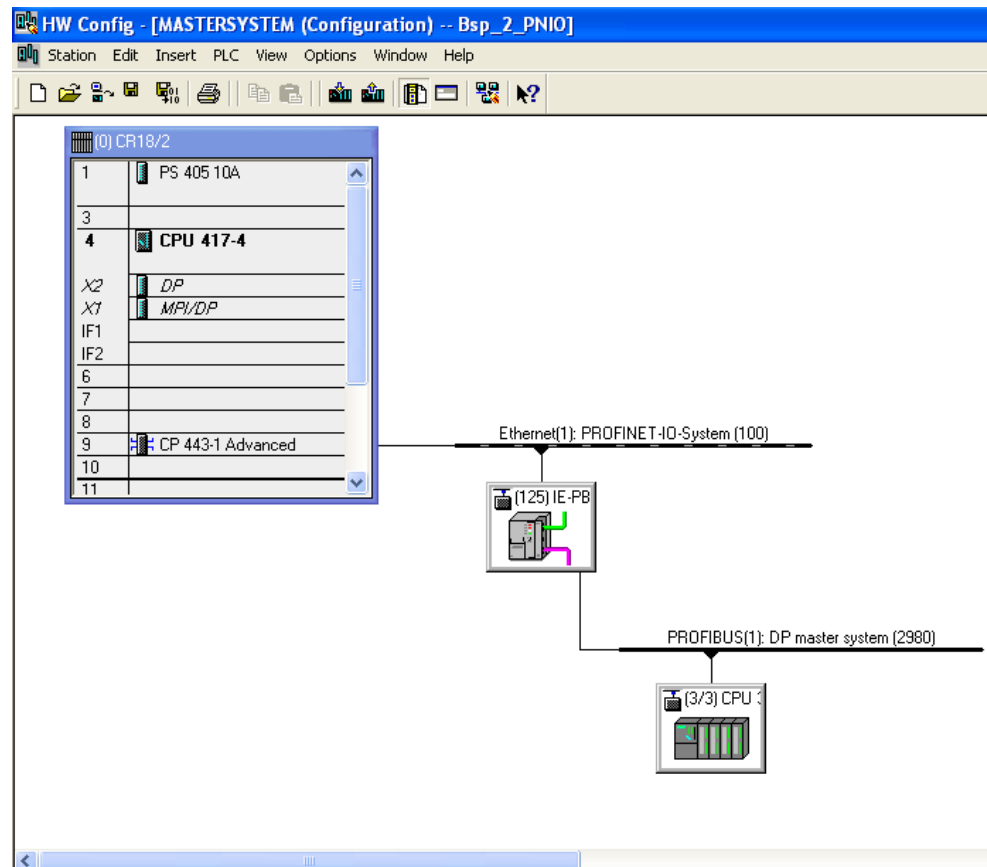 HW Config - [MASTERSYSTEM (Configuration) -- Bsp_2_PNIO]
Station Edit Insert PLC View Options Window Help
(0) CR18/2
1 PS 405 10A
3
4 CPU 417-4
X2 DP
X1 MPI/DP
IF1
IF2
6
7
8
9 CP 443-1 Advanced
10
11
Ethernet(1): PROFINET-IO-System (100)
(125) IE-PB
PROFIBUS(1): DP master system (2980)
(3/3) CPU